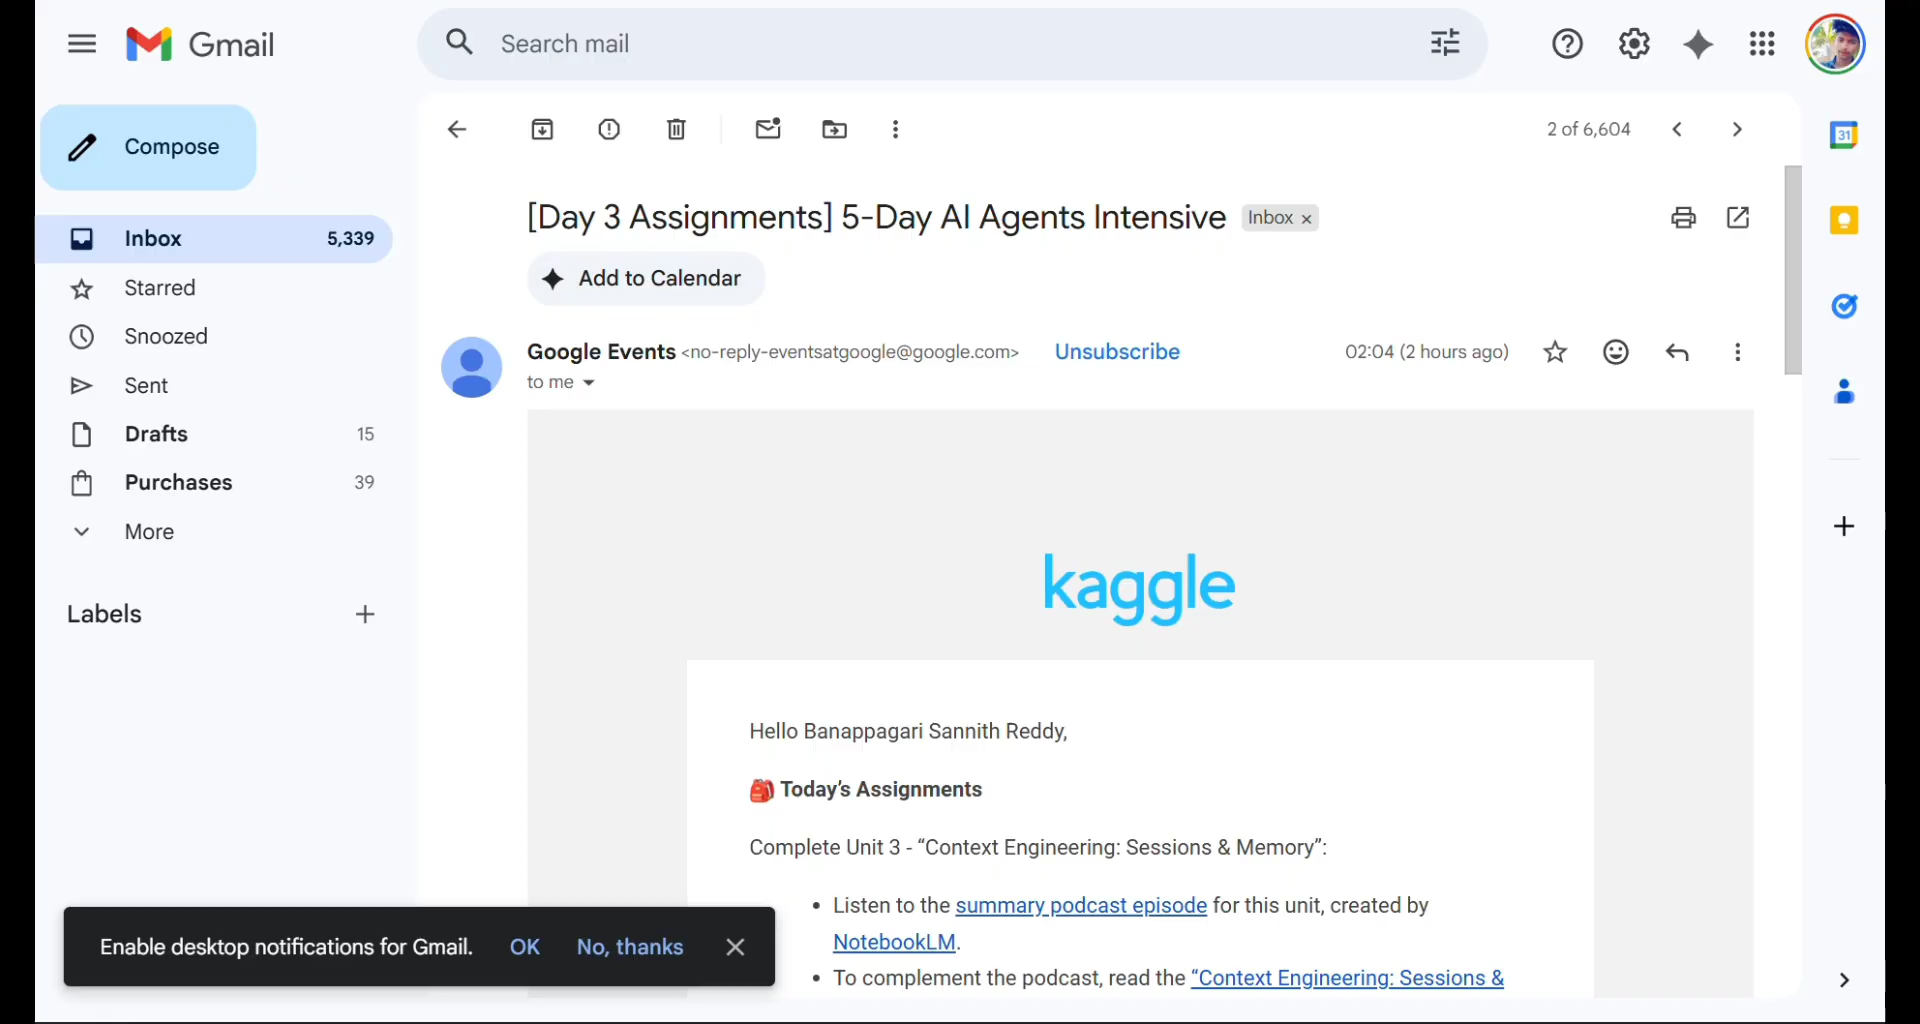 Gmail
Search mail
Compose
2 of 6,604
31
[Day 3 Assignments] 5-Day AI Agents Intensive
Inbox ×
Inbox 5,339
Starred
Snoozed
Sent
Drafts 15
Purchases 39
More
Labels
Add to Calendar
Google Events <no-reply-eventsatgoogle@google.com> Unsubscribe 02:04 (2 hours ago)
to me
kaggle
Hello Banappagari Sannith Reddy,
🎒 Today’s Assignments
Complete Unit 3 - “Context Engineering: Sessions & Memory”:
• Listen to the summary podcast episode for this unit, created by
NotebookLM.
• To complement the podcast, read the “Context Engineering: Sessions &
Enable desktop notifications for Gmail. OK No, thanks